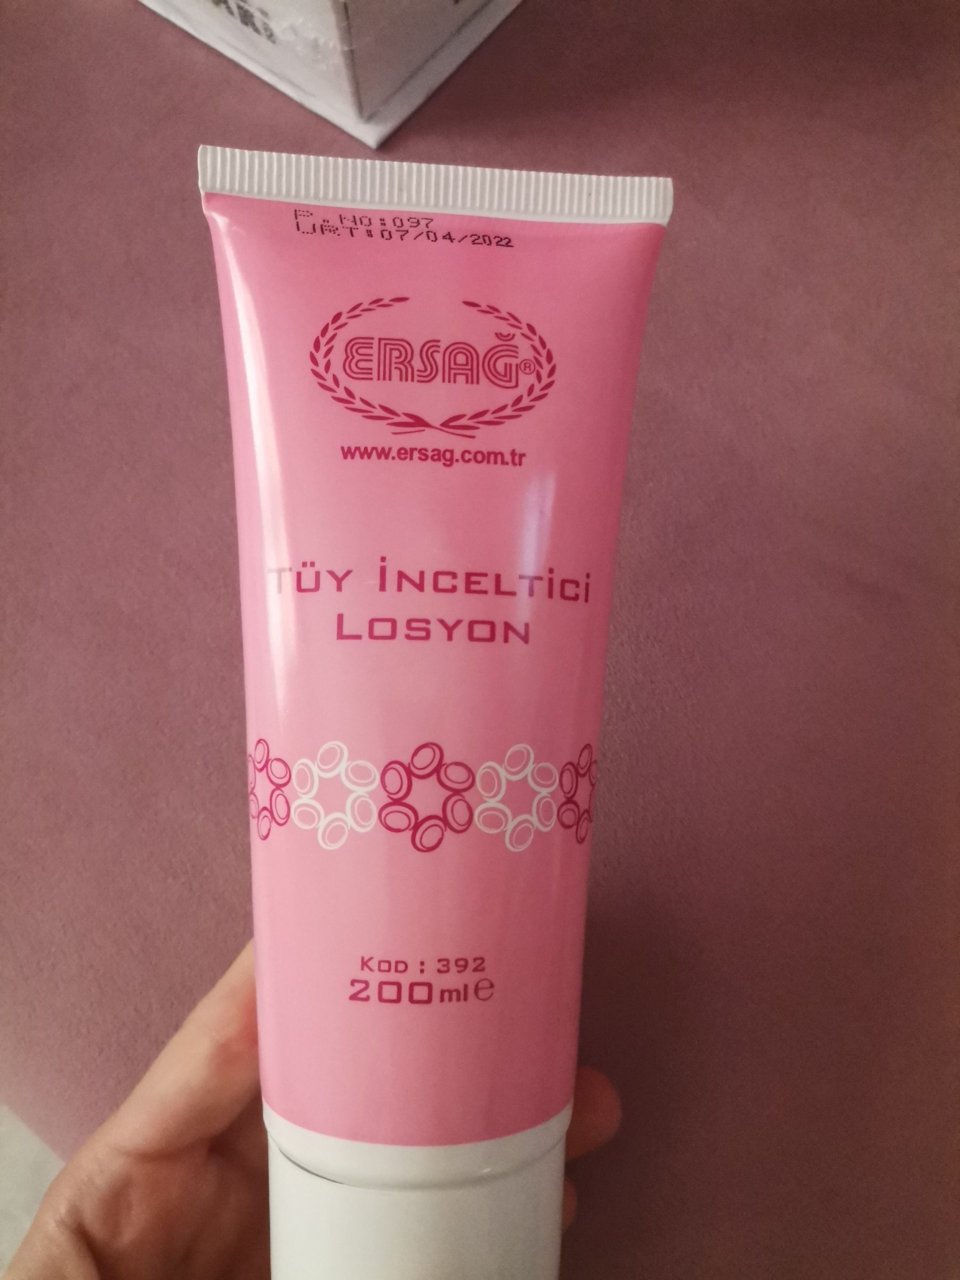 P.NO:097
URT:07/04/2022
ERSAĞ®
www.ersag.com.tr
TÜY İNCELTİCİ
LOSYON
KOD : 392
200ml e